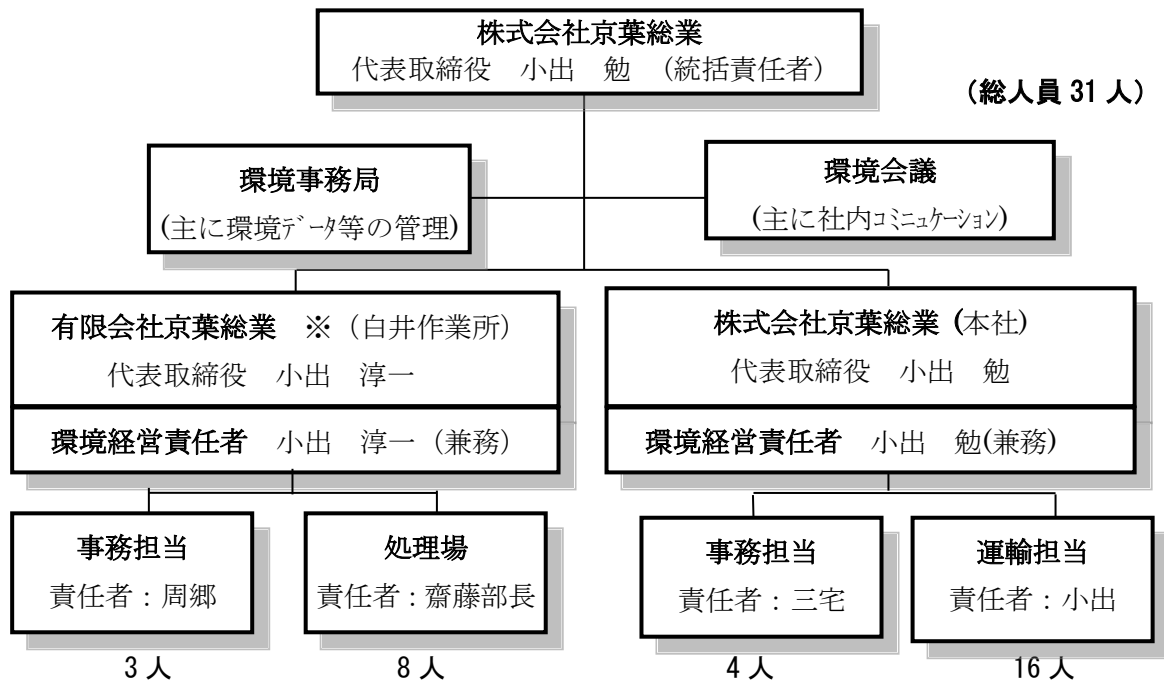 株式会社京葉総業
代表取締役　小出　勉　(統括責任者)
(総人員 31 人)
環境事務局
(主に環境ﾃﾞｰﾀ等の管理)
環境会議
(主に社内ｺﾐﾆｭｹｰｼｮﾝ)
有限会社京葉総業　※（白井作業所）
代表取締役　小出　淳一
環境経営責任者　小出　淳一（兼務）
株式会社京葉総業 (本社)
代表取締役　小出　勉
環境経営責任者　小出　勉(兼務)
事務担当
責任者：周郷
処理場
責任者：齋藤部長
事務担当
責任者：三宅
運輸担当
責任者：小出
3 人
8 人
4 人
16 人